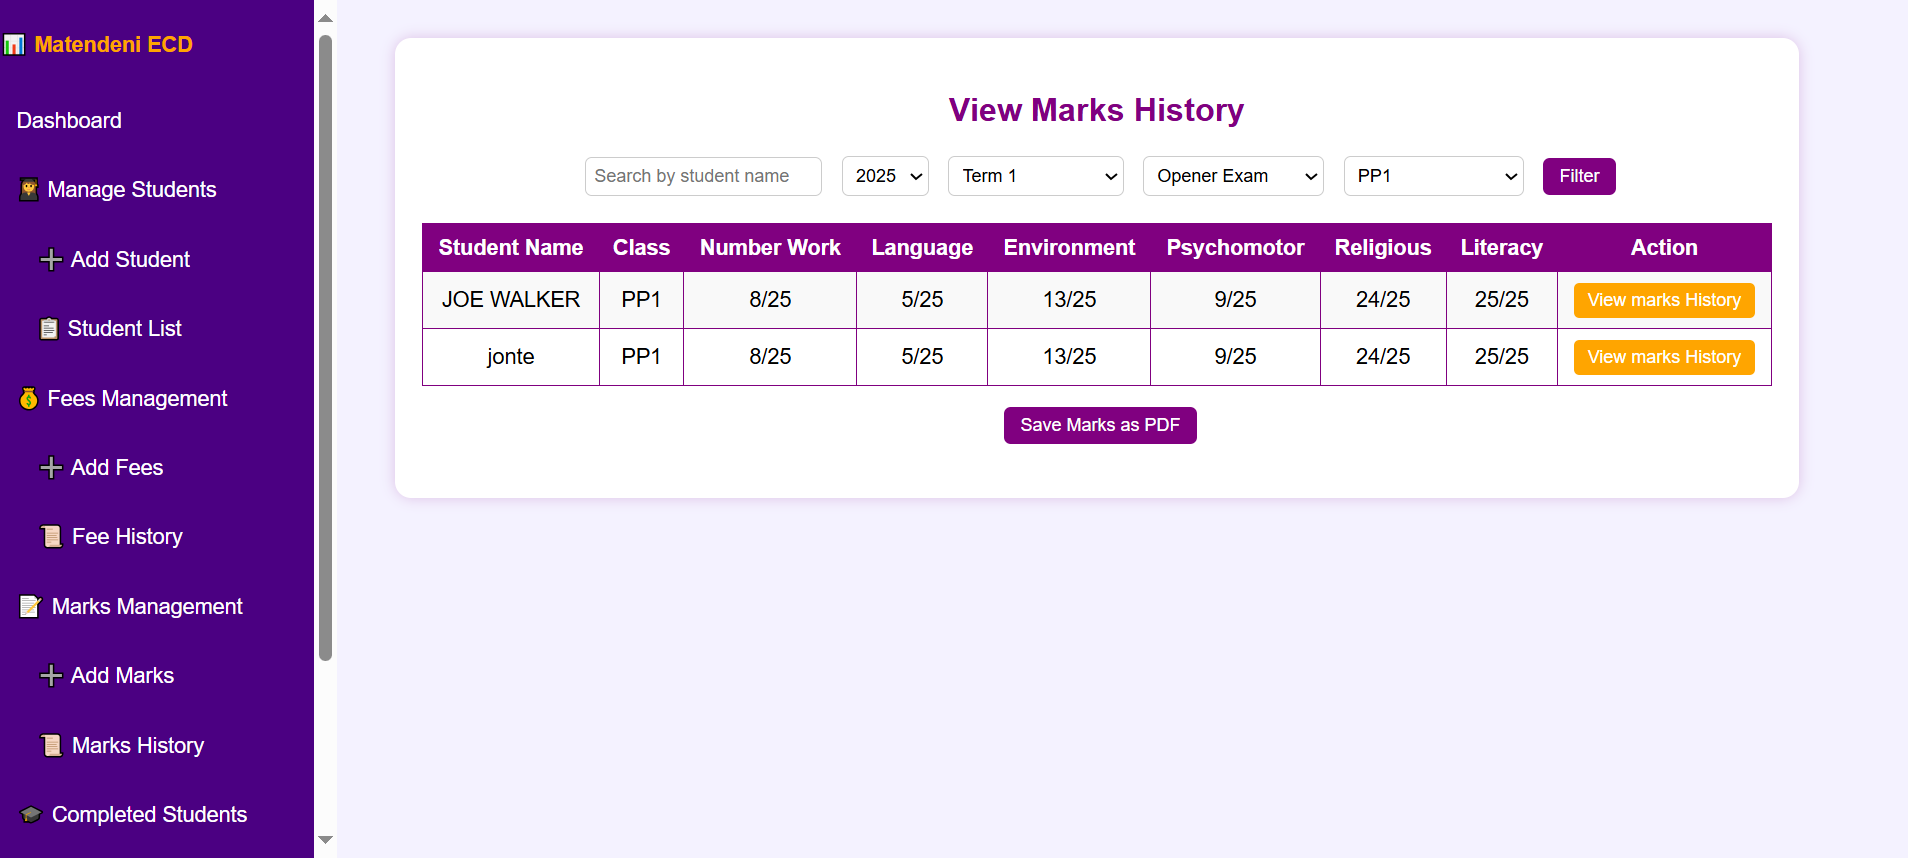 Matendeni ECD
Dashboard
Manage Students
Add Student
Student List
Fees Management
Add Fees
Fee History
Marks Management
Add Marks
Marks History
Completed Students
View Marks History
Search by student name 2025 Term 1 Opener Exam PP1 Filter
Student Name Class Number Work Language Environment Psychomotor Religious Literacy Action
JOE WALKER PP1 8/25 5/25 13/25 9/25 24/25 25/25 View marks History
jonte PP1 8/25 5/25 13/25 9/25 24/25 25/25 View marks History
Save Marks as PDF